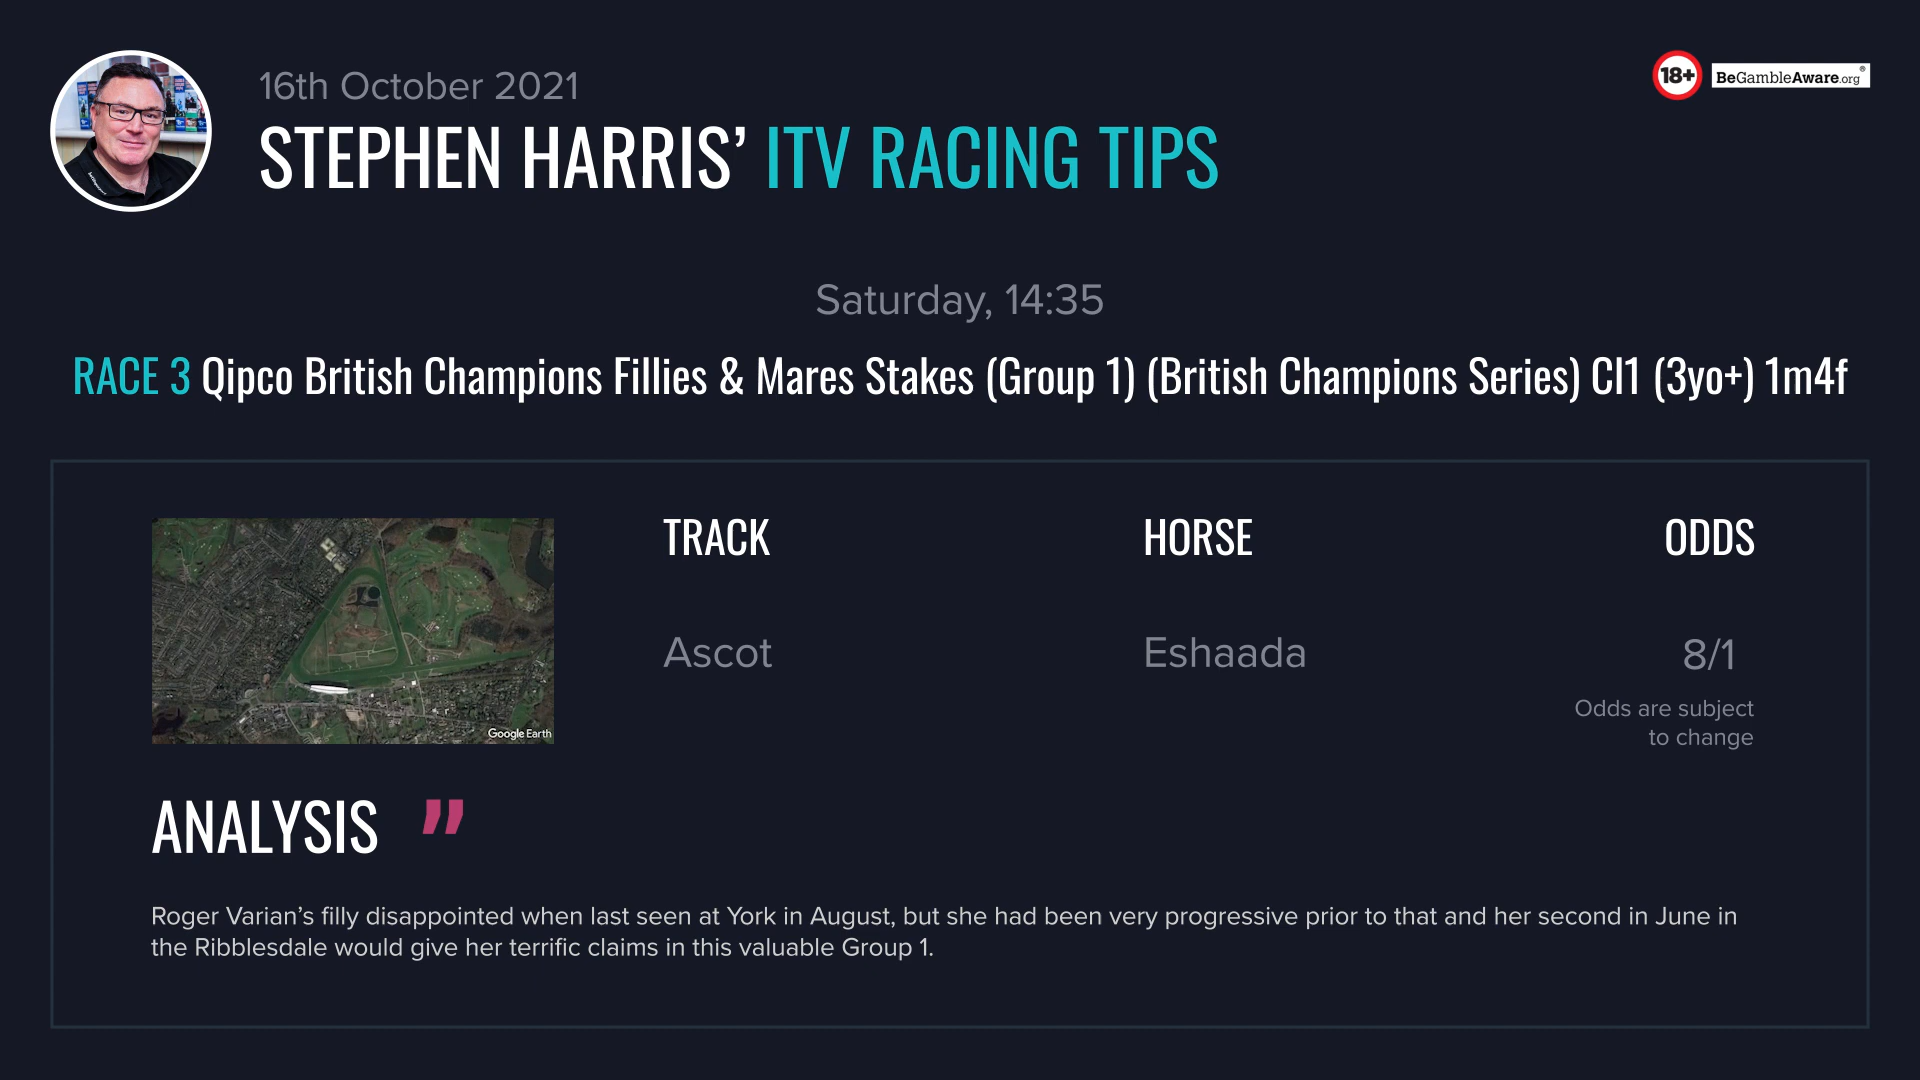 16th October 2021
STEPHEN HARRIS’ ITV RACING TIPS
18+
BeGambleAware.org®
Saturday, 14:35
RACE 3 Qipco British Champions Fillies & Mares Stakes (Group 1) (British Champions Series) Cl1 (3yo+) 1m4f
TRACK
HORSE
ODDS
Ascot
Eshaada
8/1
Odds are subject
to change
Google Earth
ANALYSIS ”
Roger Varian’s filly disappointed when last seen at York in August, but she had been very progressive prior to that and her second in June in
the Ribblesdale would give her terrific claims in this valuable Group 1.